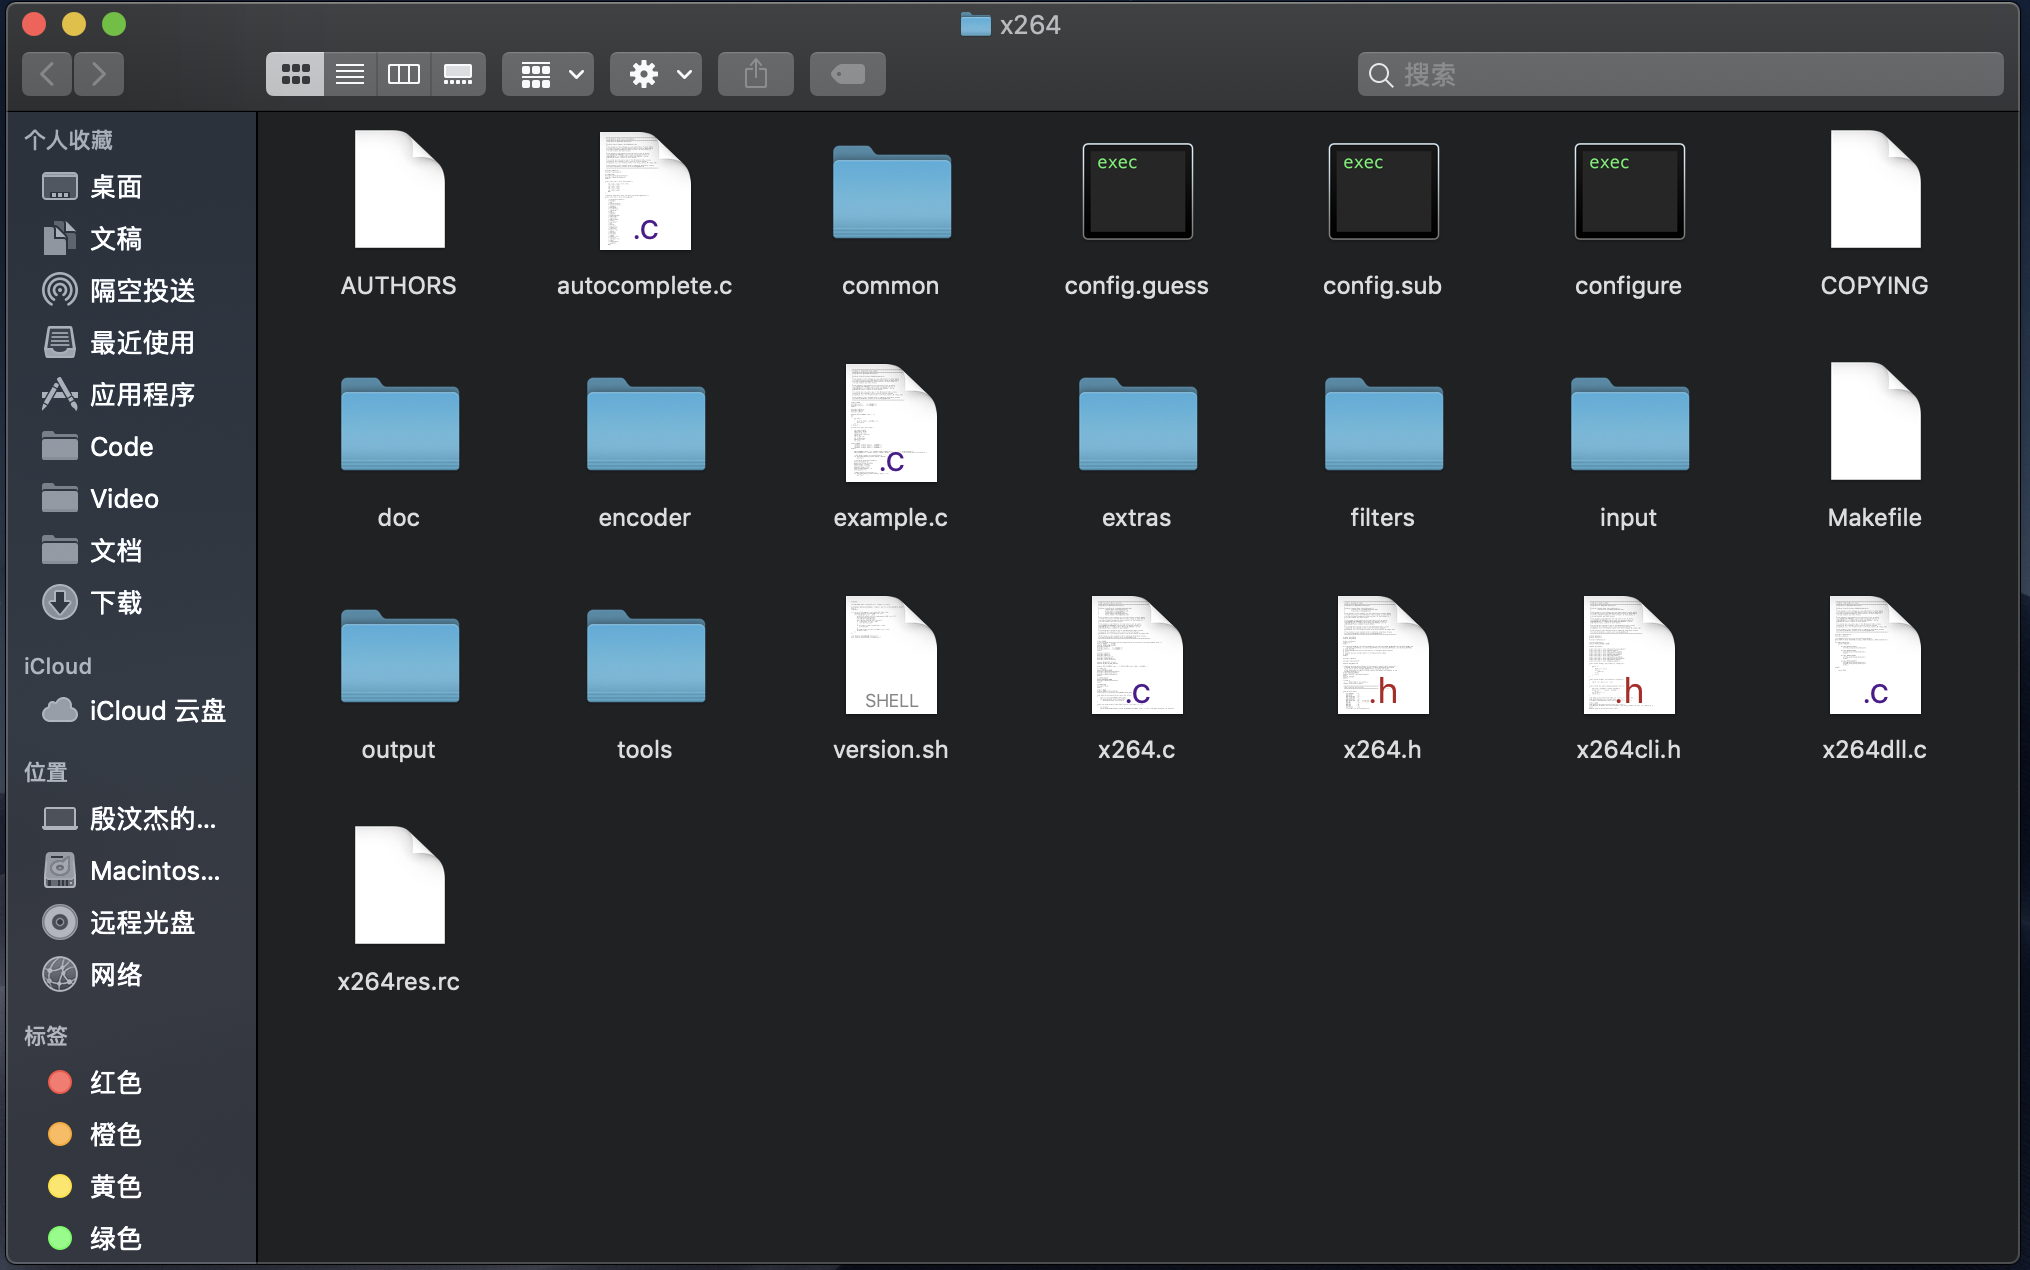 x264
搜索
个人收藏
桌面
文稿
隔空投送
最近使用
应用程序
Code
Video
文档
下载
iCloud
iCloud 云盘
位置
殷汶杰的...
Macintos...
远程光盘
网络
标签
红色
橙色
黄色
绿色
.c
exec
exec
exec
AUTHORS
autocomplete.c
common
config.guess
config.sub
configure
COPYING
.c
doc
encoder
example.c
extras
filters
input
Makefile
SHELL
.c
.h
.h
.c
output
tools
version.sh
x264.c
x264.h
x264cli.h
x264dll.c
x264res.rc